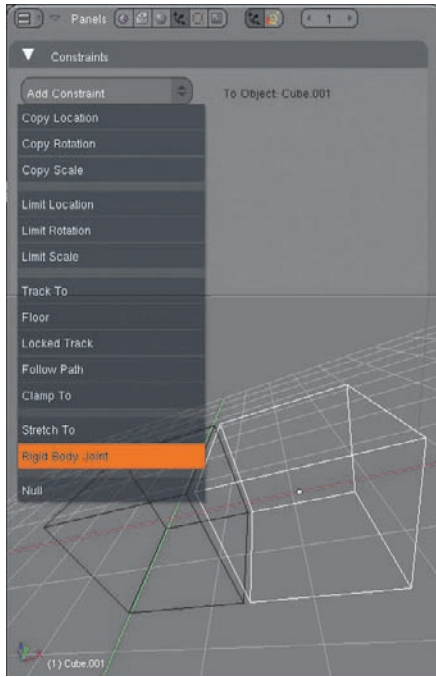 Panels
1
Constraints
Add Constraint
To Object: Cube.001
Copy Location
Copy Rotation
Copy Scale
Limit Location
Limit Rotation
Limit Scale
Track To
Floor
Locked Track
Follow Path
Clamp To
Stretch To
Rigid Body Joint
Null
(1) Cube.001